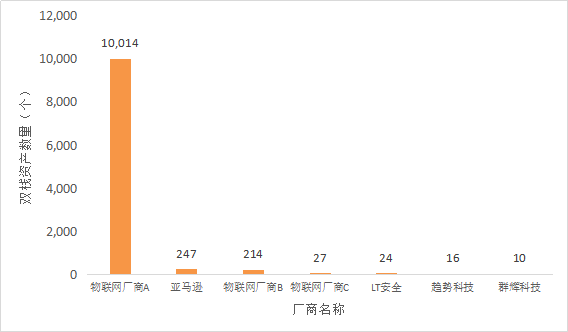 12,000
10,000
8,000
6,000
4,000
2,000
0
双栈资产数量（个）
10,014
247
214
27
24
16
10
物联网厂商A
亚马逊
物联网厂商B
物联网厂商C
LT安全
趋势科技
群辉科技
厂商名称